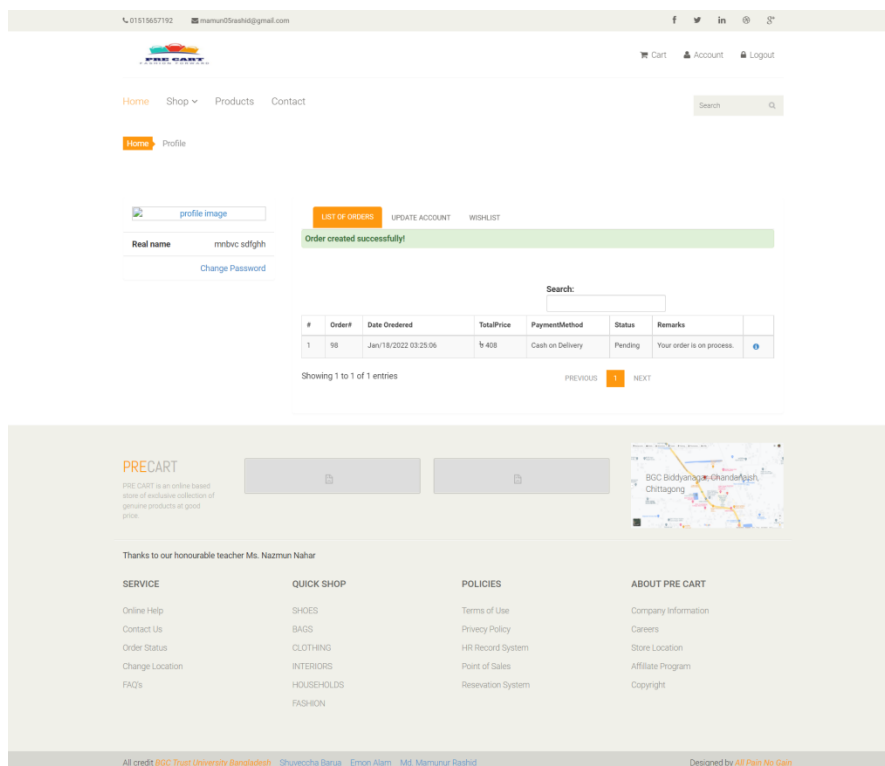 01515657192 mamun05rashid@gmail.com
PRE CART
FASHION FORWARD
Cart Account Logout
Home Shop Products Contact
Search
Home Profile
profile image
Real name mnbvc sdfghh
Change Password
LIST OF ORDERS UPDATE ACCOUNT WISHLIST
Order created successfully!
Search:
# Order# Date Oredered TotalPrice PaymentMethod Status Remarks
1 98 Jan/18/2022 03:25:06 ৳ 408 Cash on Delivery Pending Your order is on process.
Showing 1 to 1 of 1 entries
PREVIOUS 1 NEXT
PRECART
PRE CART is an online based
store of exclusive collection of
genuine products at good
price
BGC Biddyanagar, Chandanaish,
Chittagong
Thanks to our honourable teacher Ms. Nazmun Nahar
SERVICE
Online Help
Contact Us
Order Status
Change Location
FAQ's
QUICK SHOP
SHOES
BAGS
CLOTHING
INTERIORS
HOUSEHOLDS
FASHION
POLICIES
Terms of Use
Privecy Policy
HR Record System
Point of Sales
Resevation System
ABOUT PRE CART
Company Information
Careers
Store Location
Affillate Program
Copyright
All credit BGC Trust University Bangladesh Shuveccha Barua Emon Alam Md. Mamunur Rashid
Designed by All Pain No Gain